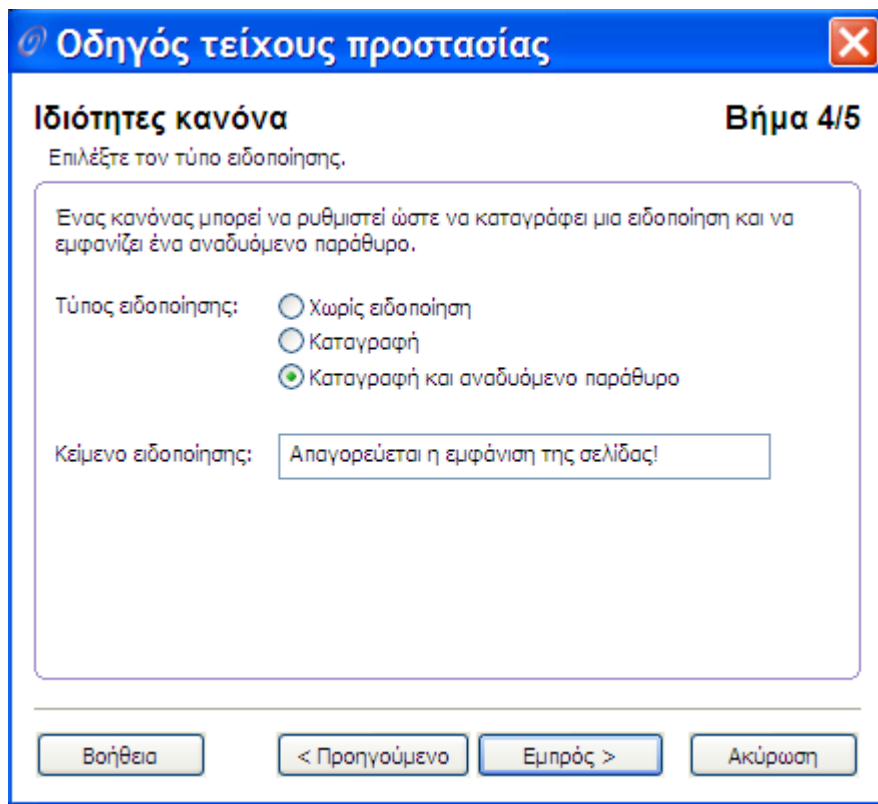 Οδηγός τείχους προστασίας
Ιδιότητες κανόνα Βήμα 4/5
Επιλέξτε τον τύπο ειδοποίησης.
Ένας κανόνας μπορεί να ρυθμιστεί ώστε να καταγράφει μια ειδοποίηση και να
εμφανίζει ένα αναδυόμενο παράθυρο.
Τύπος ειδοποίησης: Χωρίς ειδοποίηση
Καταγραφή
Καταγραφή και αναδυόμενο παράθυρο
Κείμενο ειδοποίησης: Απαγορεύεται η εμφάνιση της σελίδας!
Βοήθεια < Προηγούμενο Εμπρός > Ακύρωση